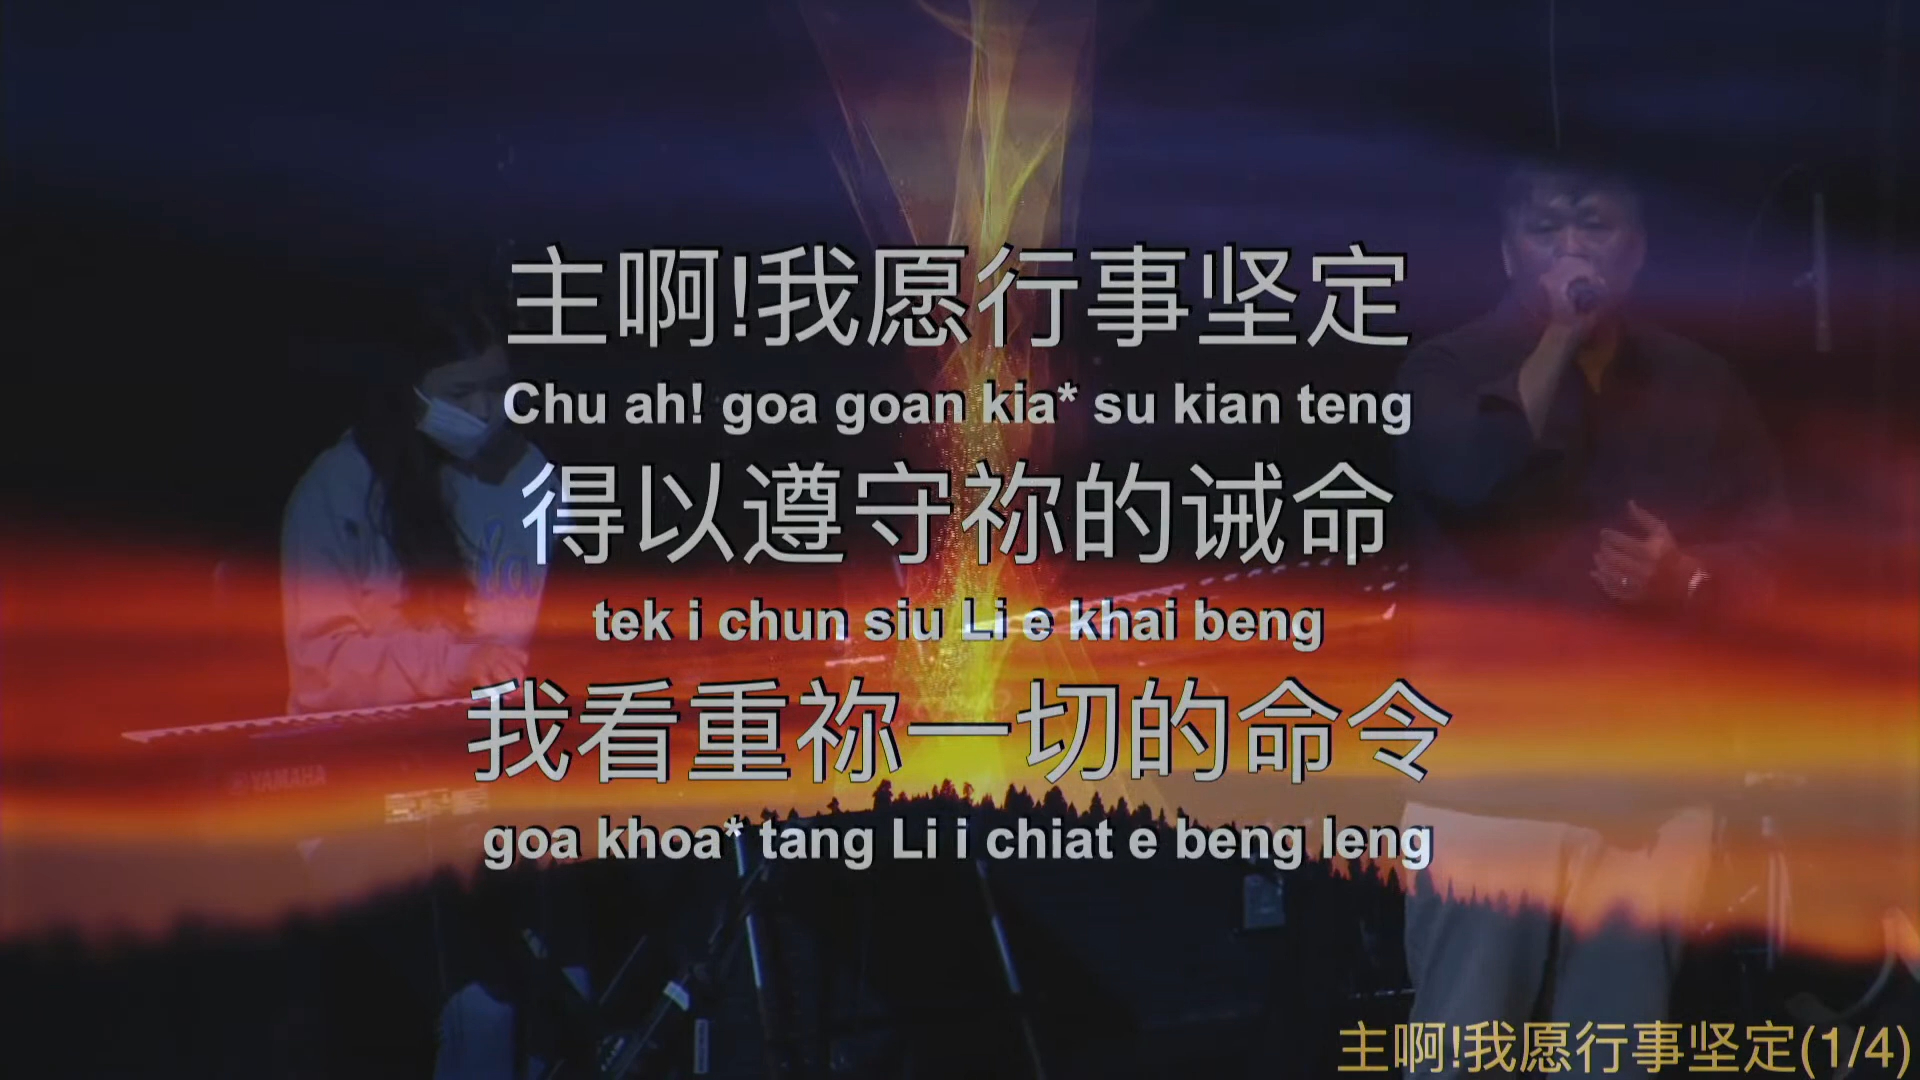 主啊!我愿行事坚定
Chu ah! goa goan kia* su kian teng
得以遵守祢的诫命
tek i chun siu Li e khai beng
我看重祢一切的命令
goa khoa* tang Li i chiat e beng leng
YAMAHA
主啊!我愿行事坚定(1/4)